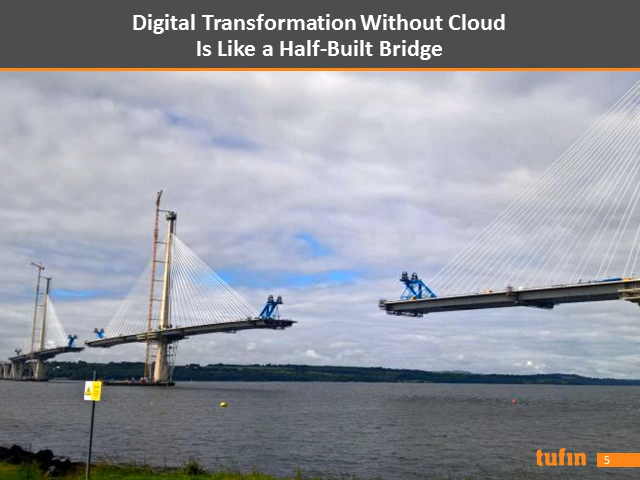 Digital Transformation Without Cloud
Is Like a Half-Built Bridge
tufin
5